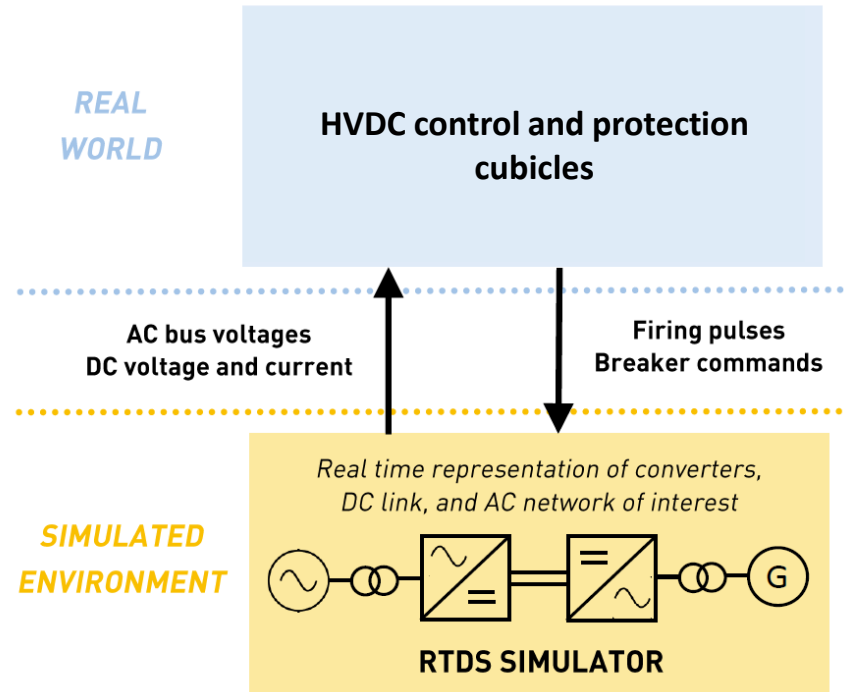 REAL
WORLD
HVDC control and protection
cubicles
AC bus voltages
DC voltage and current
Firing pulses
Breaker commands
SIMULATED
ENVIRONMENT
Real time representation of converters,
DC link, and AC network of interest
G
RTDS SIMULATOR